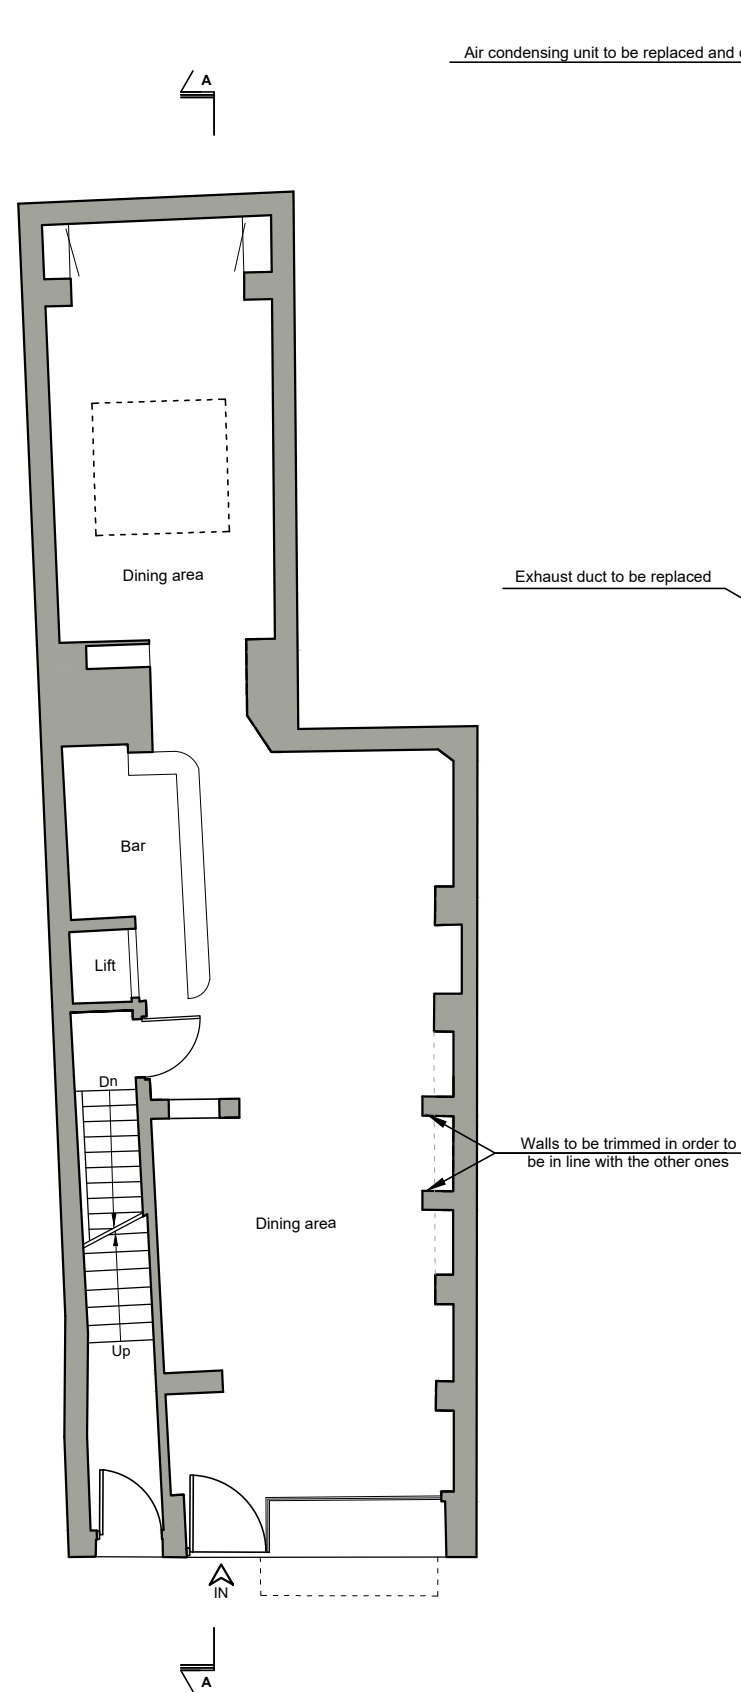 Air condensing unit to be replaced and
A
Dining area
Exhaust duct to be replaced
Bar
Lift
Dn
Walls to be trimmed in order to
be in line with the other ones
Dining area
Up
IN
A